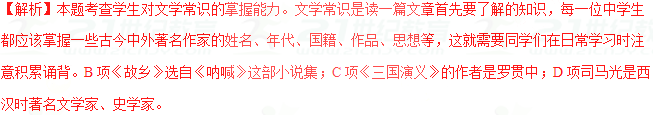 【解析】本题考查学生对文学常识的掌握能力。文学常识是读一篇文章首先要了解的知识，每一位中学生
都应该掌握一些古今中外著名作家的姓名、年代、国籍、作品、思想等，这就需要同学们在日常学习时注
意积累诵背。B 项《故乡》选自《呐喊》这部小说集；C 项《三国演义》的作者是罗贯中；D 项司马光是西
汉时著名文学家、史学家。